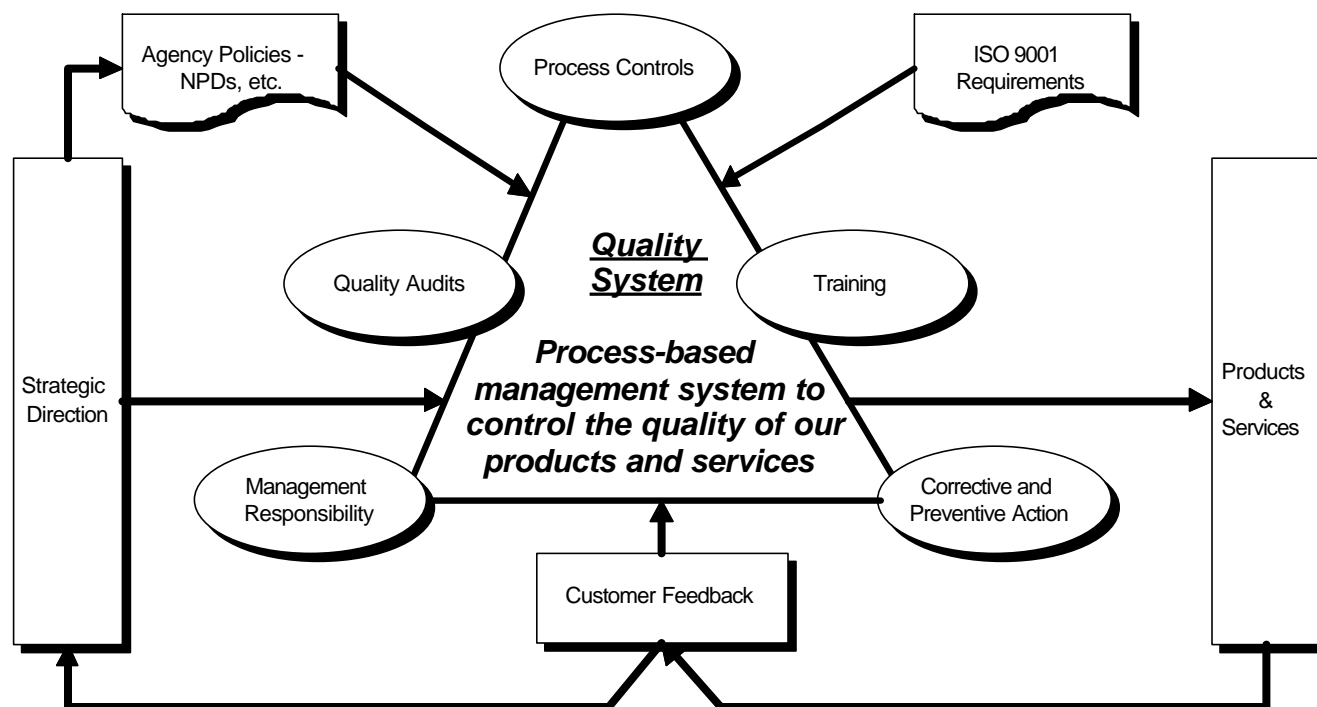 Agency Policies -
NPDs, etc.
Process Controls
ISO 9001
Requirements
Quality
System
Quality Audits
Training
Process-based
management system to
control the quality of our
products and services
Strategic
Direction
Products
&
Services
Management
Responsibility
Corrective and
Preventive Action
Customer Feedback